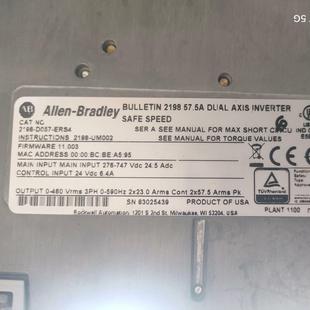 AB Allen-Bradley
BULLETIN 2198 57.5A DUAL AXIS INVERTER
SAFE SPEED
CAT NO
2198-D057-ERS4
SER A SEE MANUAL FOR MAX SHORT CIRCU
INSTRUCTIONS 2198-UM002
SEE MANUAL FOR TORQUE VALUES
FIRMWARE 11.003
MAC ADDRESS 00:00:BC:BE:A5:95
MAIN INPUT MAIN INPUT 276-747 Vdc 24.5 Adc
CONTROL INPUT 24 Vdc 6.4A
OUTPUT 0-460 Vrms 3PH 0-590Hz 2x23.0 Arms Cont 2x57.5 Arms Pk
SN 63025439
PRODUCT OF USA
Rockwell Automation, 1201 S 2nd St, Milwaukee, WI 53204, USA
PLANT 1100